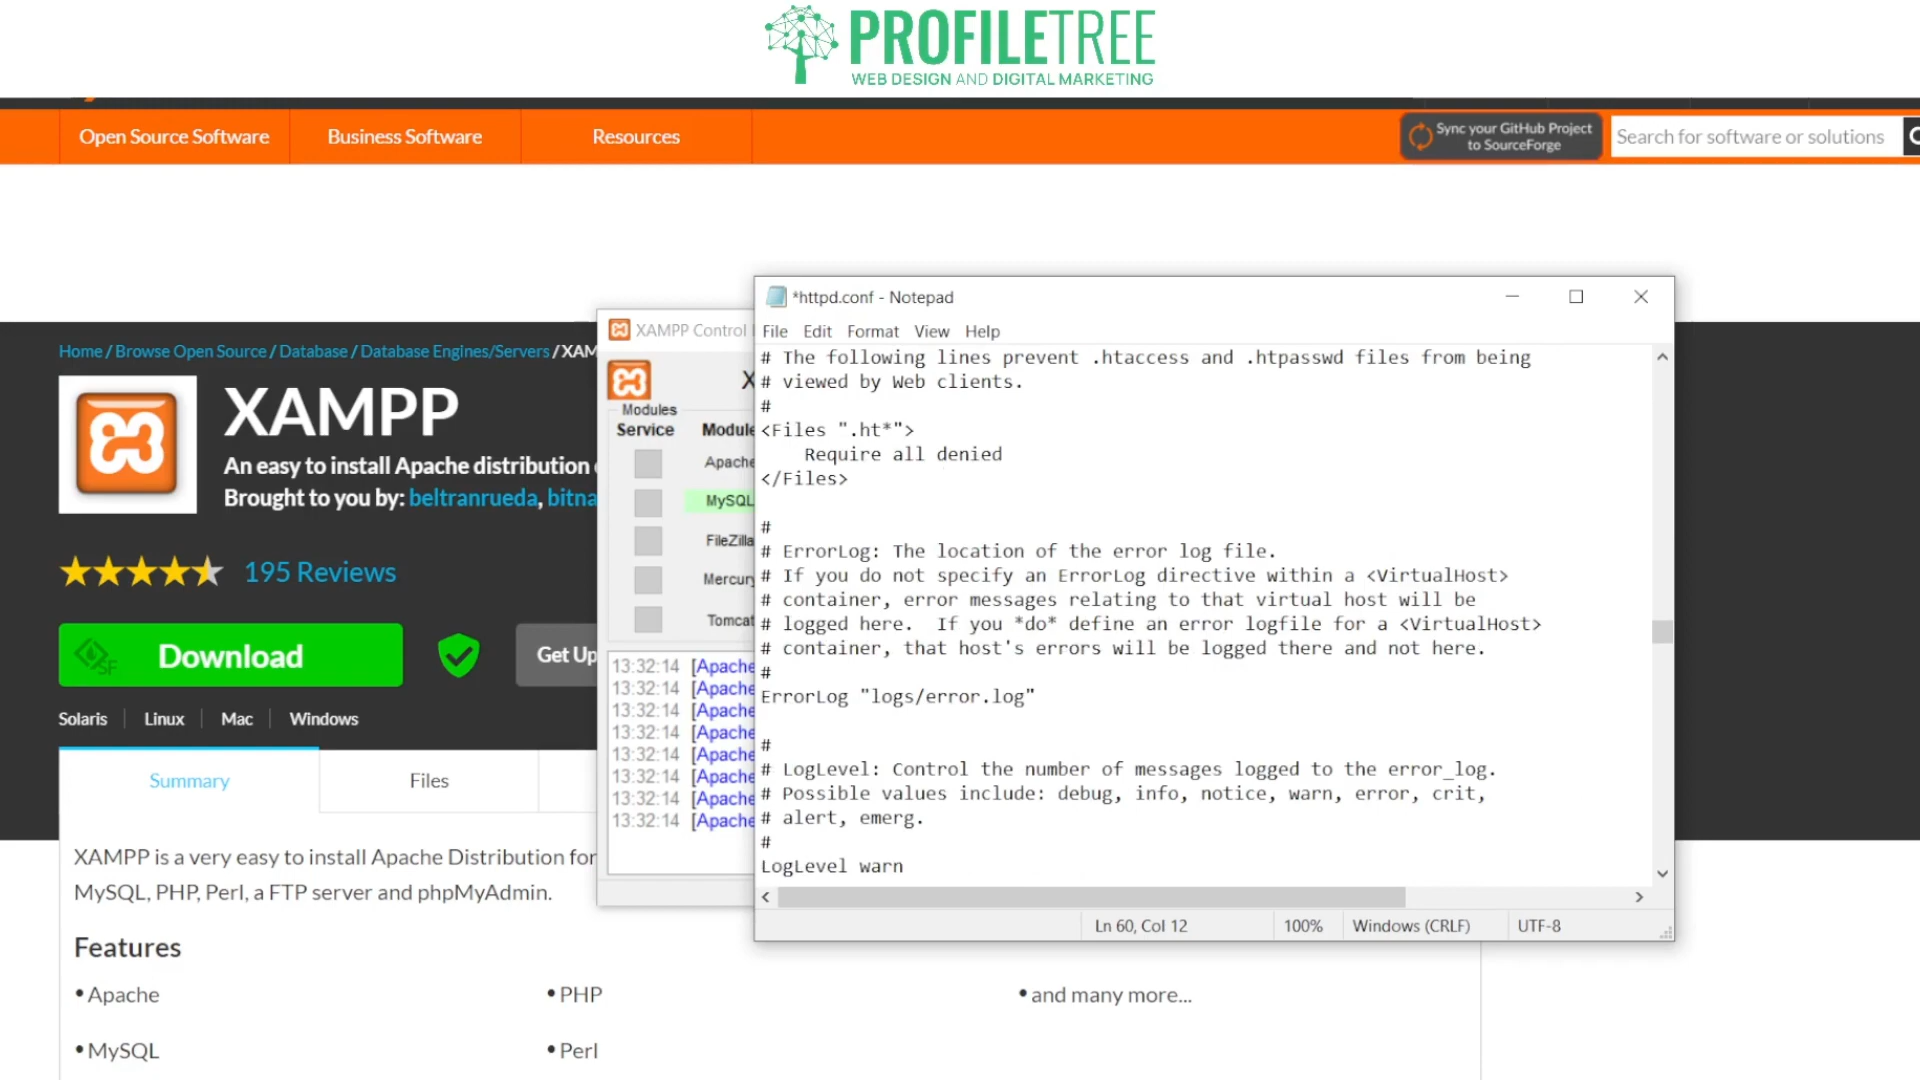 PROFILETREE
WEB DESIGN AND DIGITAL MARKETING
Open Source Software
Business Software
Resources
Sync your GitHub Project
to SourceForge
Search for software or solutions
Home / Browse Open Source / Database / Database Engines/Servers / XAM
XAMPP
An easy to install Apache distribution
Brought to you by: beltranrueda, bitna
195 Reviews
SF
Download
Get Up
Solaris
Linux
Mac
Windows
Summary
Files
XAMPP is a very easy to install Apache Distribution for
MySQL, PHP, Perl, a FTP server and phpMyAdmin.
Features
• Apache
• PHP
• and many more...
• MySQL
• Perl
XAMPP Control
X
Modules
Service
Module
Apache
MySQL
FileZilla
Mercury
Tomcat
13:32:14 [Apache
13:32:14 [Apache
13:32:14 [Apache
13:32:14 [Apache
13:32:14 [Apache
13:32:14 [Apache
13:32:14 [Apache
13:32:14 [Apache
*httpd.conf - Notepad
File Edit Format View Help
# The following lines prevent .htaccess and .htpasswd files from being
# viewed by Web clients.
#
<Files ".ht*">
    Require all denied
</Files>
#
# ErrorLog: The location of the error log file.
# If you do not specify an ErrorLog directive within a <VirtualHost>
# container, error messages relating to that virtual host will be
# logged here.  If you *do* define an error logfile for a <VirtualHost>
# container, that host's errors will be logged there and not here.
#
ErrorLog "logs/error.log"
#
# LogLevel: Control the number of messages logged to the error_log.
# Possible values include: debug, info, notice, warn, error, crit,
# alert, emerg.
#
LogLevel warn
Ln 60, Col 12
100%
Windows (CRLF)
UTF-8